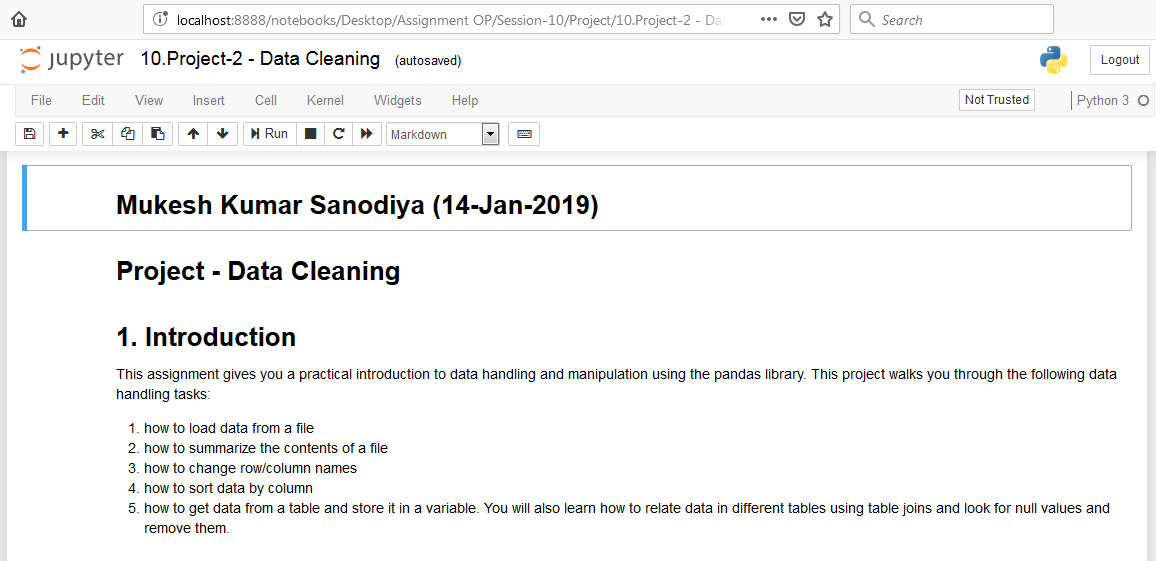 localhost:8888/notebooks/Desktop/Assignment OP/Session-10/Project/10.Project-2 - Da
Search
jupyter 10.Project-2 - Data Cleaning (autosaved)
Logout
File Edit View Insert Cell Kernel Widgets Help
Not Trusted
Python 3
Run
Markdown
Mukesh Kumar Sanodiya (14-Jan-2019)
Project - Data Cleaning
1. Introduction
This assignment gives you a practical introduction to data handling and manipulation using the pandas library. This project walks you through the following data
handling tasks:
1. how to load data from a file
2. how to summarize the contents of a file
3. how to change row/column names
4. how to sort data by column
5. how to get data from a table and store it in a variable. You will also learn how to relate data in different tables using table joins and look for null values and
remove them.